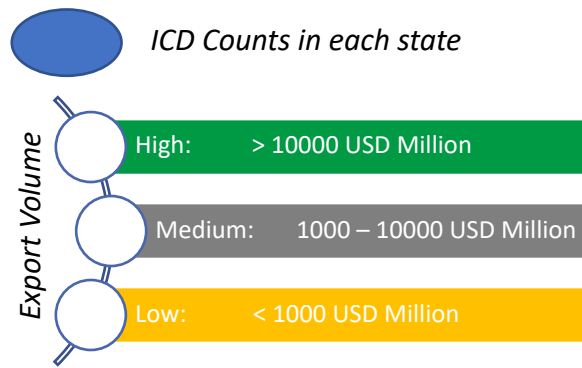 ICD Counts in each state
Export Volume
High: > 10000 USD Million
Medium: 1000 – 10000 USD Million
Low: < 1000 USD Million